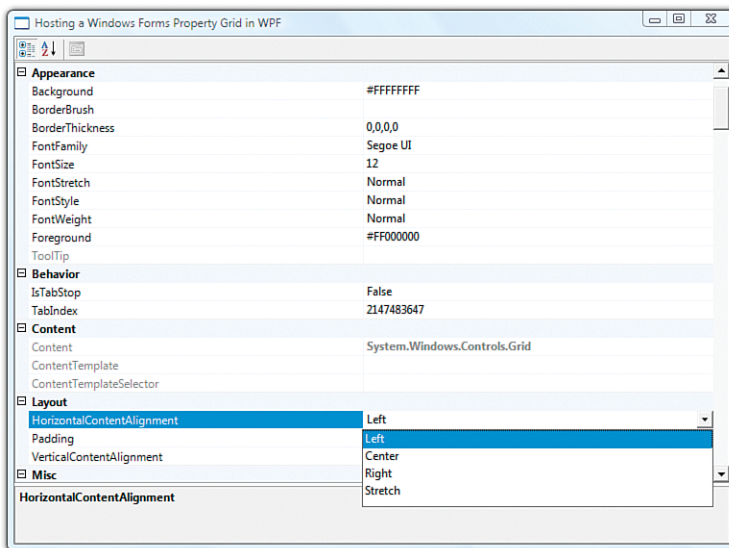 Hosting a Windows Forms Property Grid in WPF
Appearance
Background #FFFFFFFF
BorderBrush
BorderThickness 0,0,0,0
FontFamily Segoe UI
FontSize 12
FontStretch Normal
FontStyle Normal
FontWeight Normal
Foreground #FF000000
ToolTip
Behavior
IsTabStop False
TabIndex 2147483647
Content
Content System.Windows.Controls.Grid
ContentTemplate
ContentTemplateSelector
Layout
HorizontalContentAlignment Left
Padding Left
VerticalContentAlignment Center
Misc Right
HorizontalContentAlignment Stretch